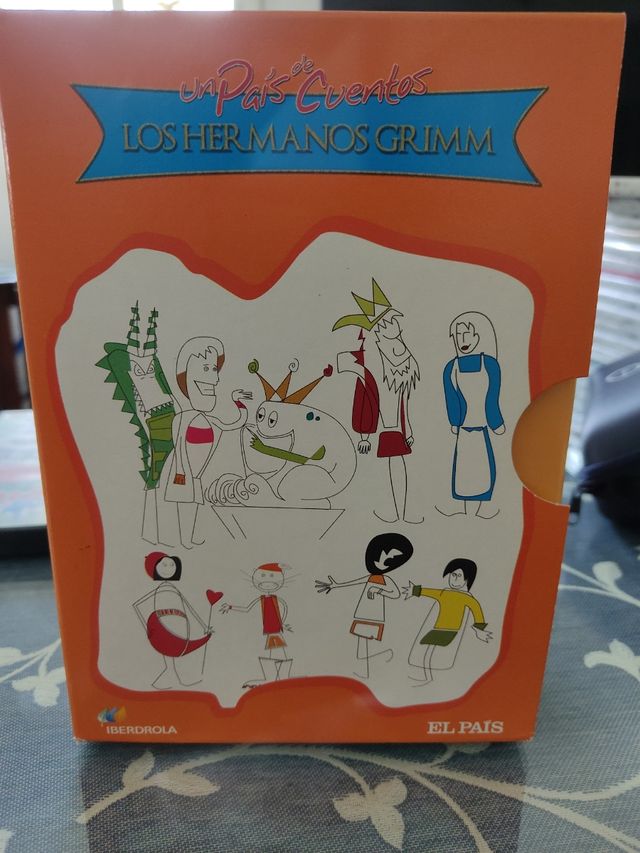 un País de Cuentos
LOS HERMANOS GRIMM
IBERDROLA
EL PAÍS